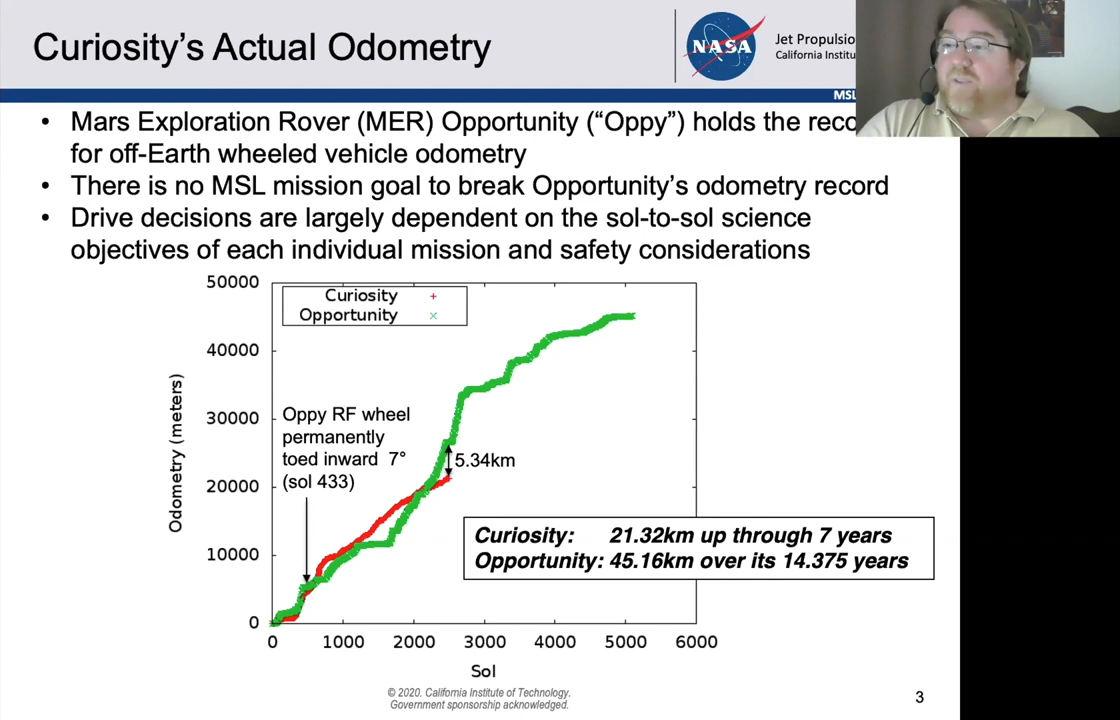 Curiosity's Actual Odometry
NASA
Jet Propulsio
California Institu
MSL
• Mars Exploration Rover (MER) Opportunity (“Oppy”) holds the reco
for off-Earth wheeled vehicle odometry
• There is no MSL mission goal to break Opportunity's odometry record
• Drive decisions are largely dependent on the sol-to-sol science
objectives of each individual mission and safety considerations
50000
40000
30000
20000
10000
0
Odometry (meters)
Curiosity
Opportunity
Oppy RF wheel
permanently
toed inward 7°
(sol 433)
5.34km
Curiosity: 21.32km up through 7 years
Opportunity: 45.16km over its 14.375 years
0 1000 2000 3000 4000 5000 6000
Sol
© 2020. California Institute of Technology.
Government sponsorship acknowledged.
3